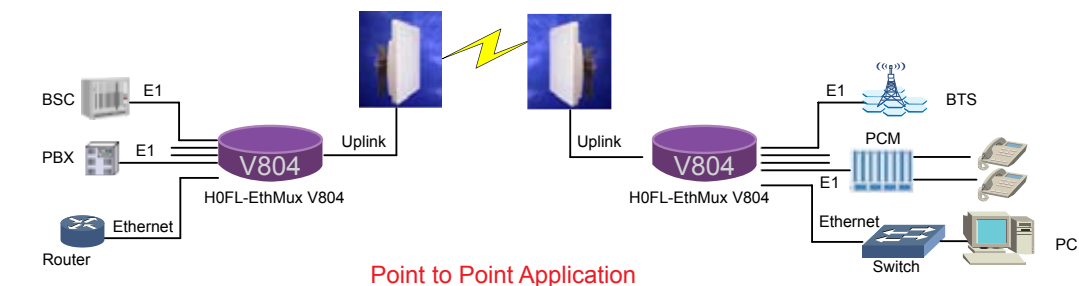 BSC
E1
PBX
E1
V804
H0FL-EthMux V804
Uplink
Ethernet
Router
Uplink
V804
H0FL-EthMux V804
E1
BTS
PCM
E1
Ethernet
Switch
PC
Point to Point Application